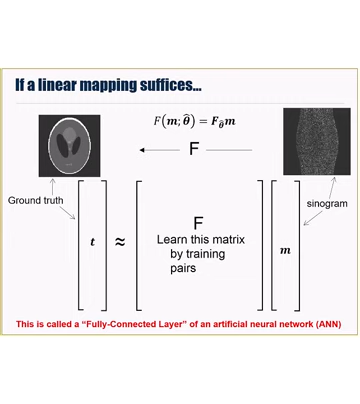 If a linear mapping suffices...
F(m; θ̂) = F_θ̂ m
F
Ground truth
sinogram
t ≈
F
Learn this matrix
by training
pairs
m
This is called a "Fully-Connected Layer" of an artificial neural network (ANN)